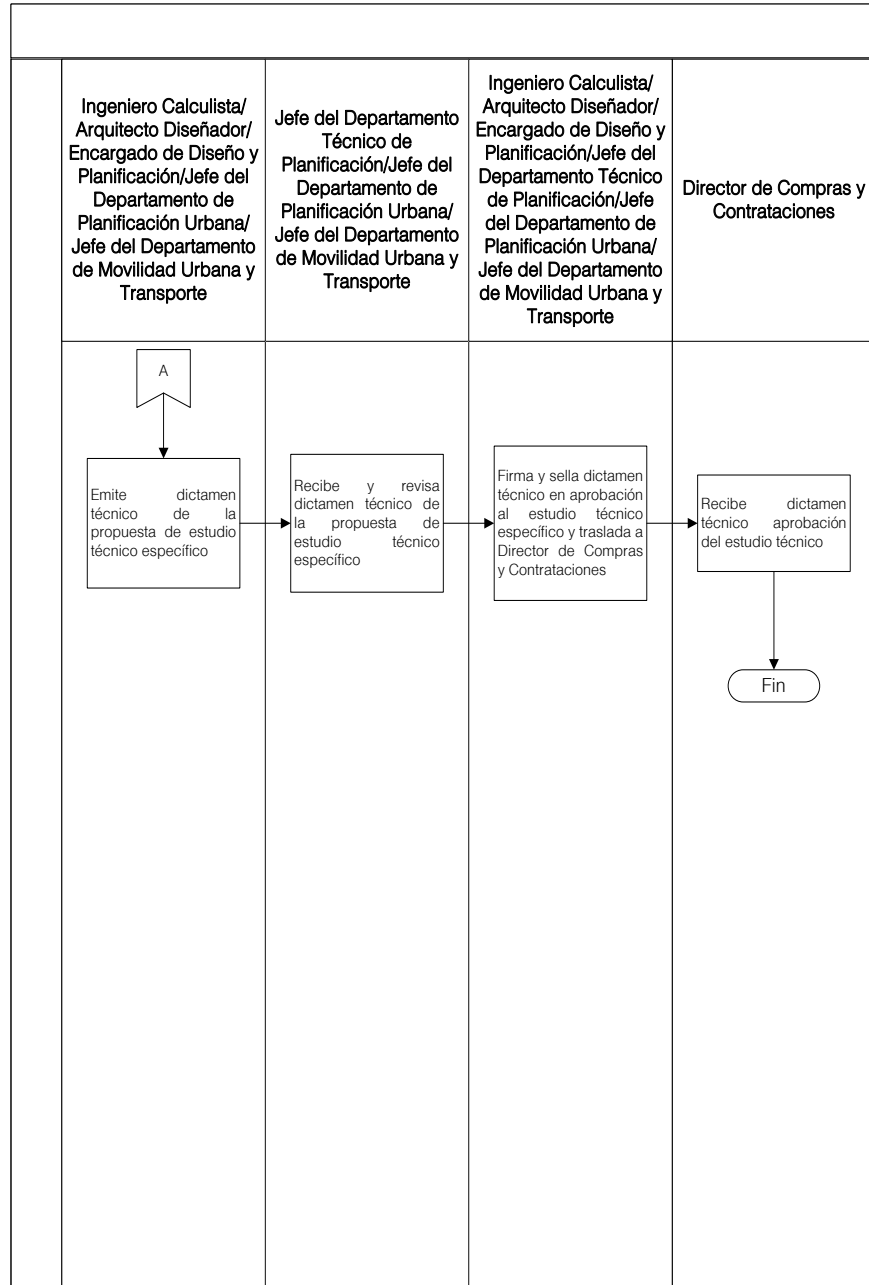 Ingeniero Calculista/
Arquitecto Diseñador/
Encargado de Diseño y
Planificación/Jefe del
Departamento de
Planificación Urbana/
Jefe del Departamento
de Movilidad Urbana y
Transporte
Jefe del Departamento
Técnico de
Planificación/Jefe del
Departamento de
Planificación Urbana/
Jefe del Departamento
de Movilidad Urbana y
Transporte
Ingeniero Calculista/
Arquitecto Diseñador/
Encargado de Diseño y
Planificación/Jefe del
Departamento Técnico
de Planificación/Jefe
del Departamento de
Planificación Urbana/
Jefe del Departamento
de Movilidad Urbana y
Transporte
Director de Compras y
Contrataciones
A
Emite dictamen
técnico de la
propuesta de estudio
técnico específico
Recibe y revisa
dictamen técnico de
la propuesta de
estudio técnico
específico
Firma y sella dictamen
técnico en aprobación
al estudio técnico
específico y traslada a
Director de Compras
y Contrataciones
Recibe dictamen
técnico aprobación
del estudio técnico
Fin